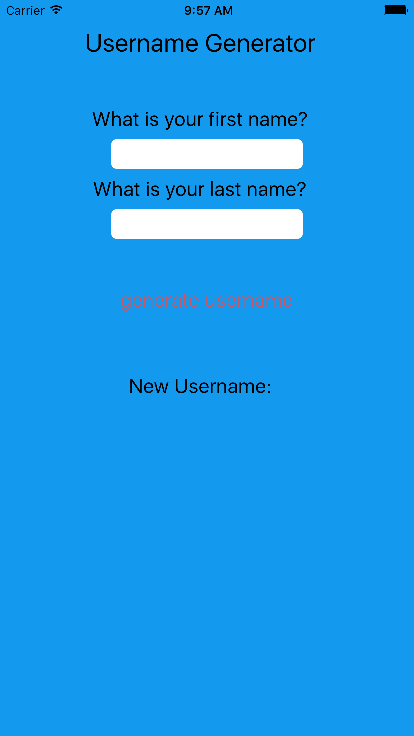 Carrier 9:57 AM
Username Generator
What is your first name?
What is your last name?
generate username
New Username: